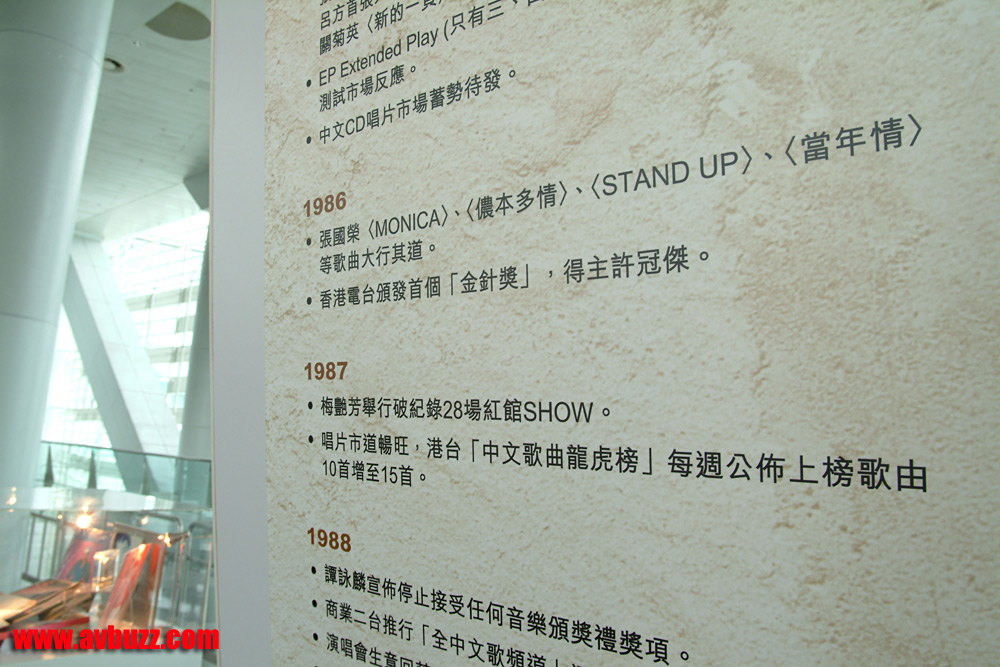 呂方首張
關菊英〈新的一頁〉
• EP Extended Play (只有三、四
測試市場反應。
• 中文CD唱片市場蓄勢待發。
1986
• 張國榮〈MONICA〉、〈儂本多情〉、〈STAND UP〉、〈當年情〉
等歌曲大行其道。
• 香港電台頒發首個「金針獎」，得主許冠傑。
1987
• 梅艷芳舉行破紀錄28場紅館SHOW。
• 唱片市道暢旺，港台「中文歌曲龍虎榜」每週公佈上榜歌曲由
10首增至15首。
1988
• 譚詠麟宣佈停止接受任何音樂頒獎禮獎項。
• 商業二台推行「全中文歌頻道」
• 演唱會生意
www.avbuzz.com